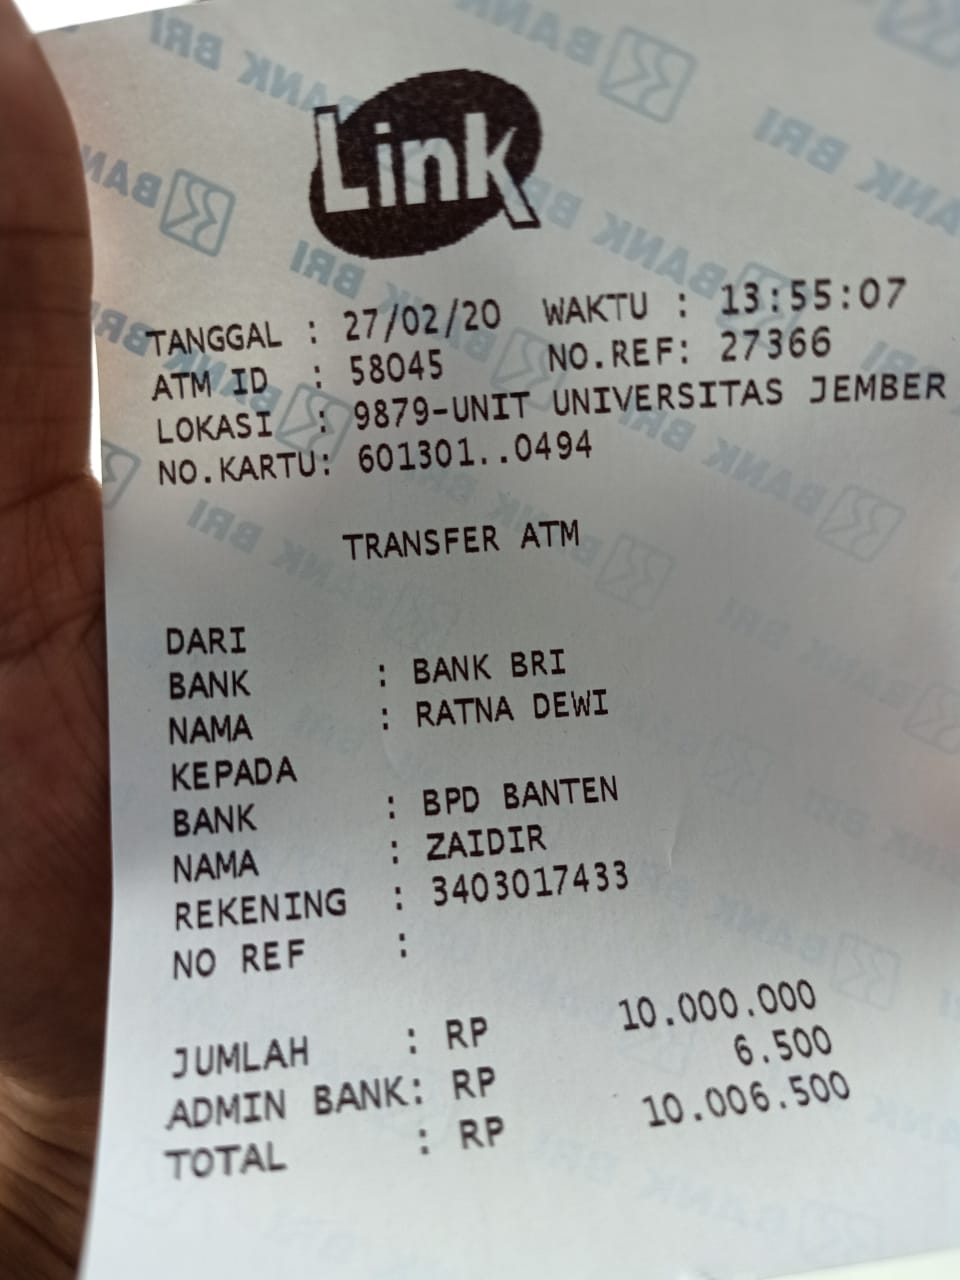 Link
TANGGAL : 27/02/20 WAKTU : 13:55:07
ATM ID : 58045 NO.REF: 27366
LOKASI : 9879-UNIT UNIVERSITAS JEMBER
NO.KARTU: 601301..0494
TRANSFER ATM
DARI
BANK : BANK BRI
NAMA : RATNA DEWI
KEPADA
BANK : BPD BANTEN
NAMA : ZAIDIR
REKENING : 3403017433
NO REF :
JUMLAH : RP 10.000.000
ADMIN BANK: RP 6.500
TOTAL : RP 10.006.500
BANK BRI